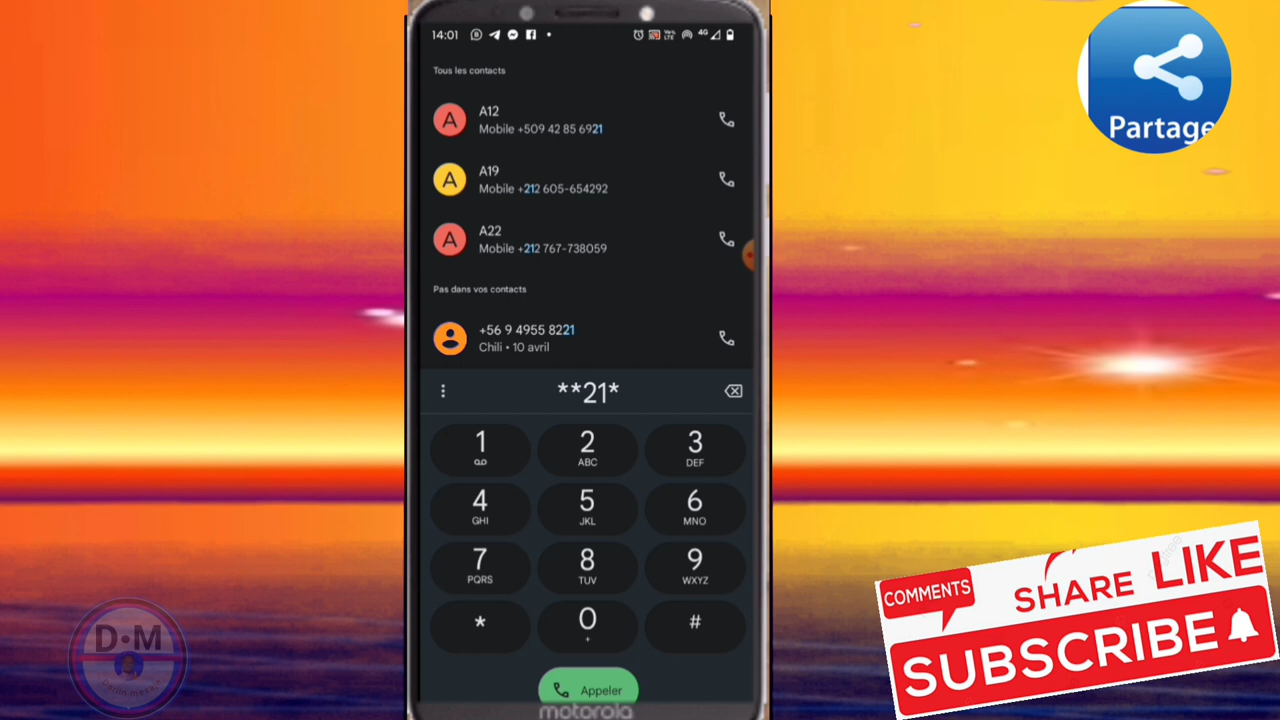 14:01
4G
Tous les contacts
A
A12
Mobile +509 42 85 6921
A
A19
Mobile +212 605-654292
A
A22
Mobile +212 767-738059
Pas dans vos contacts
+56 9 4955 8221
Chili • 10 avril
**21*
1
2
ABC
3
DEF
4
GHI
5
JKL
6
MNO
7
PQRS
8
TUV
9
WXYZ
*
0
+
#
Appeler
motorola
Partage
COMMENTS
SHARE
LIKE
SUBSCRIBE
D•M